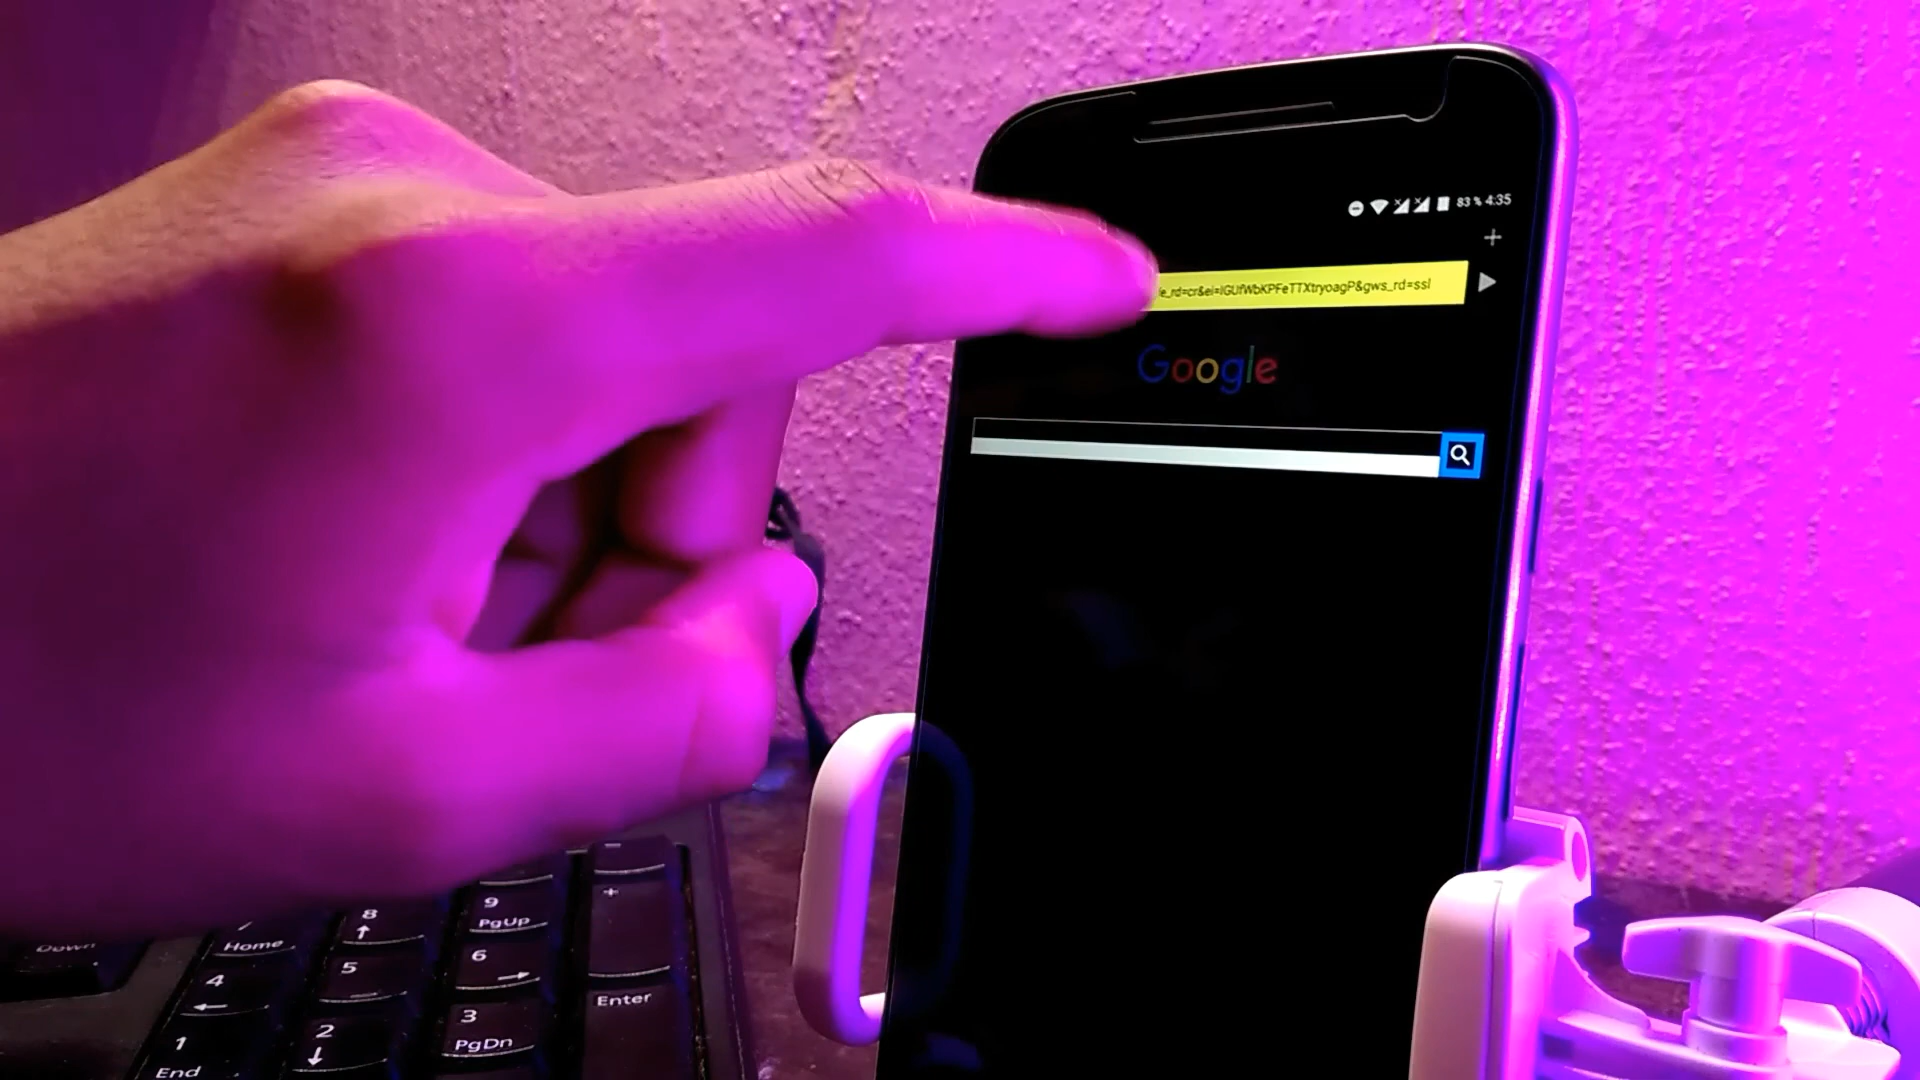 83 % 4:35
+
/e_rd=cr&ei=IGUfWbKPFeTTXtryoagP&gws_rd=ssl
Google
-
+
8
9
PgUp
Home
4
5
6
Enter
1
2
3
PgDn
End